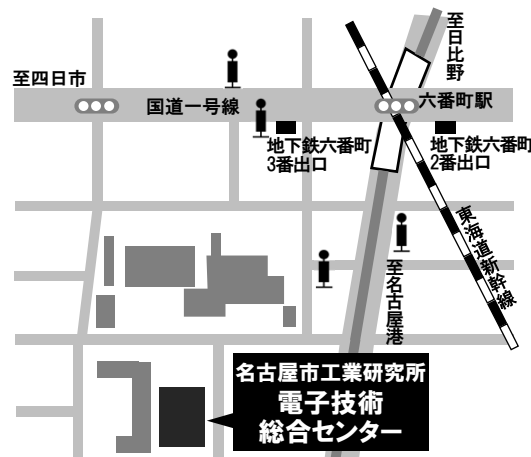 至日比野
至四日市
国道一号線
六番町駅
地下鉄六番町
3番出口
地下鉄六番町
2番出口
東海道新幹線
至名古屋港
名古屋市工業研究所
電子技術
総合センター